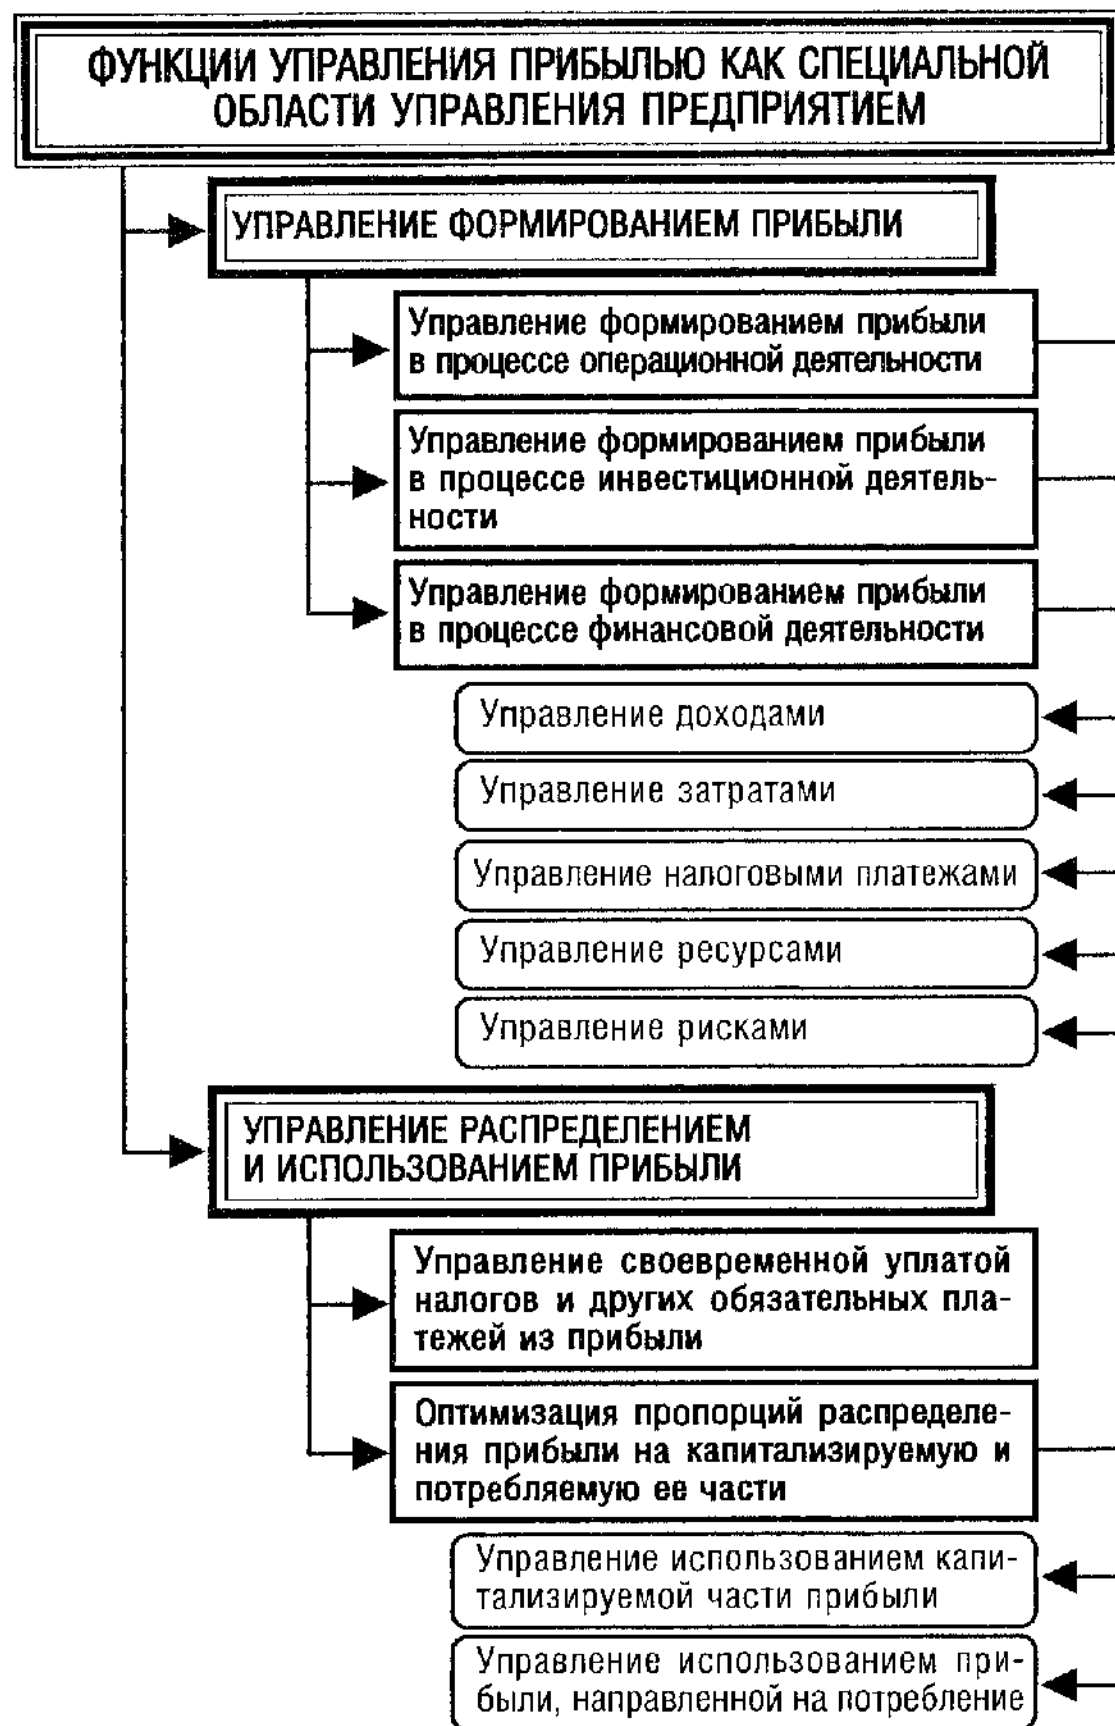 ФУНКЦИИ УПРАВЛЕНИЯ ПРИБЫЛЬЮ КАК СПЕЦИАЛЬНОЙ
ОБЛАСТИ УПРАВЛЕНИЯ ПРЕДПРИЯТИЕМ
УПРАВЛЕНИЕ ФОРМИРОВАНИЕМ ПРИБЫЛИ
Управление формированием прибыли
в процессе операционной деятельности
Управление формированием прибыли
в процессе инвестиционной деятель-
ности
Управление формированием прибыли
в процессе финансовой деятельности
Управление доходами
Управление затратами
Управление налоговыми платежами
Управление ресурсами
Управление рисками
УПРАВЛЕНИЕ РАСПРЕДЕЛЕНИЕМ
И ИСПОЛЬЗОВАНИЕМ ПРИБЫЛИ
Управление своевременной уплатой
налогов и других обязательных пла-
тежей из прибыли
Оптимизация пропорций распределе-
ния прибыли на капитализируемую и
потребляемую ее части
Управление использованием капи-
тализируемой части прибыли
Управление использованием при-
были, направленной на потребление